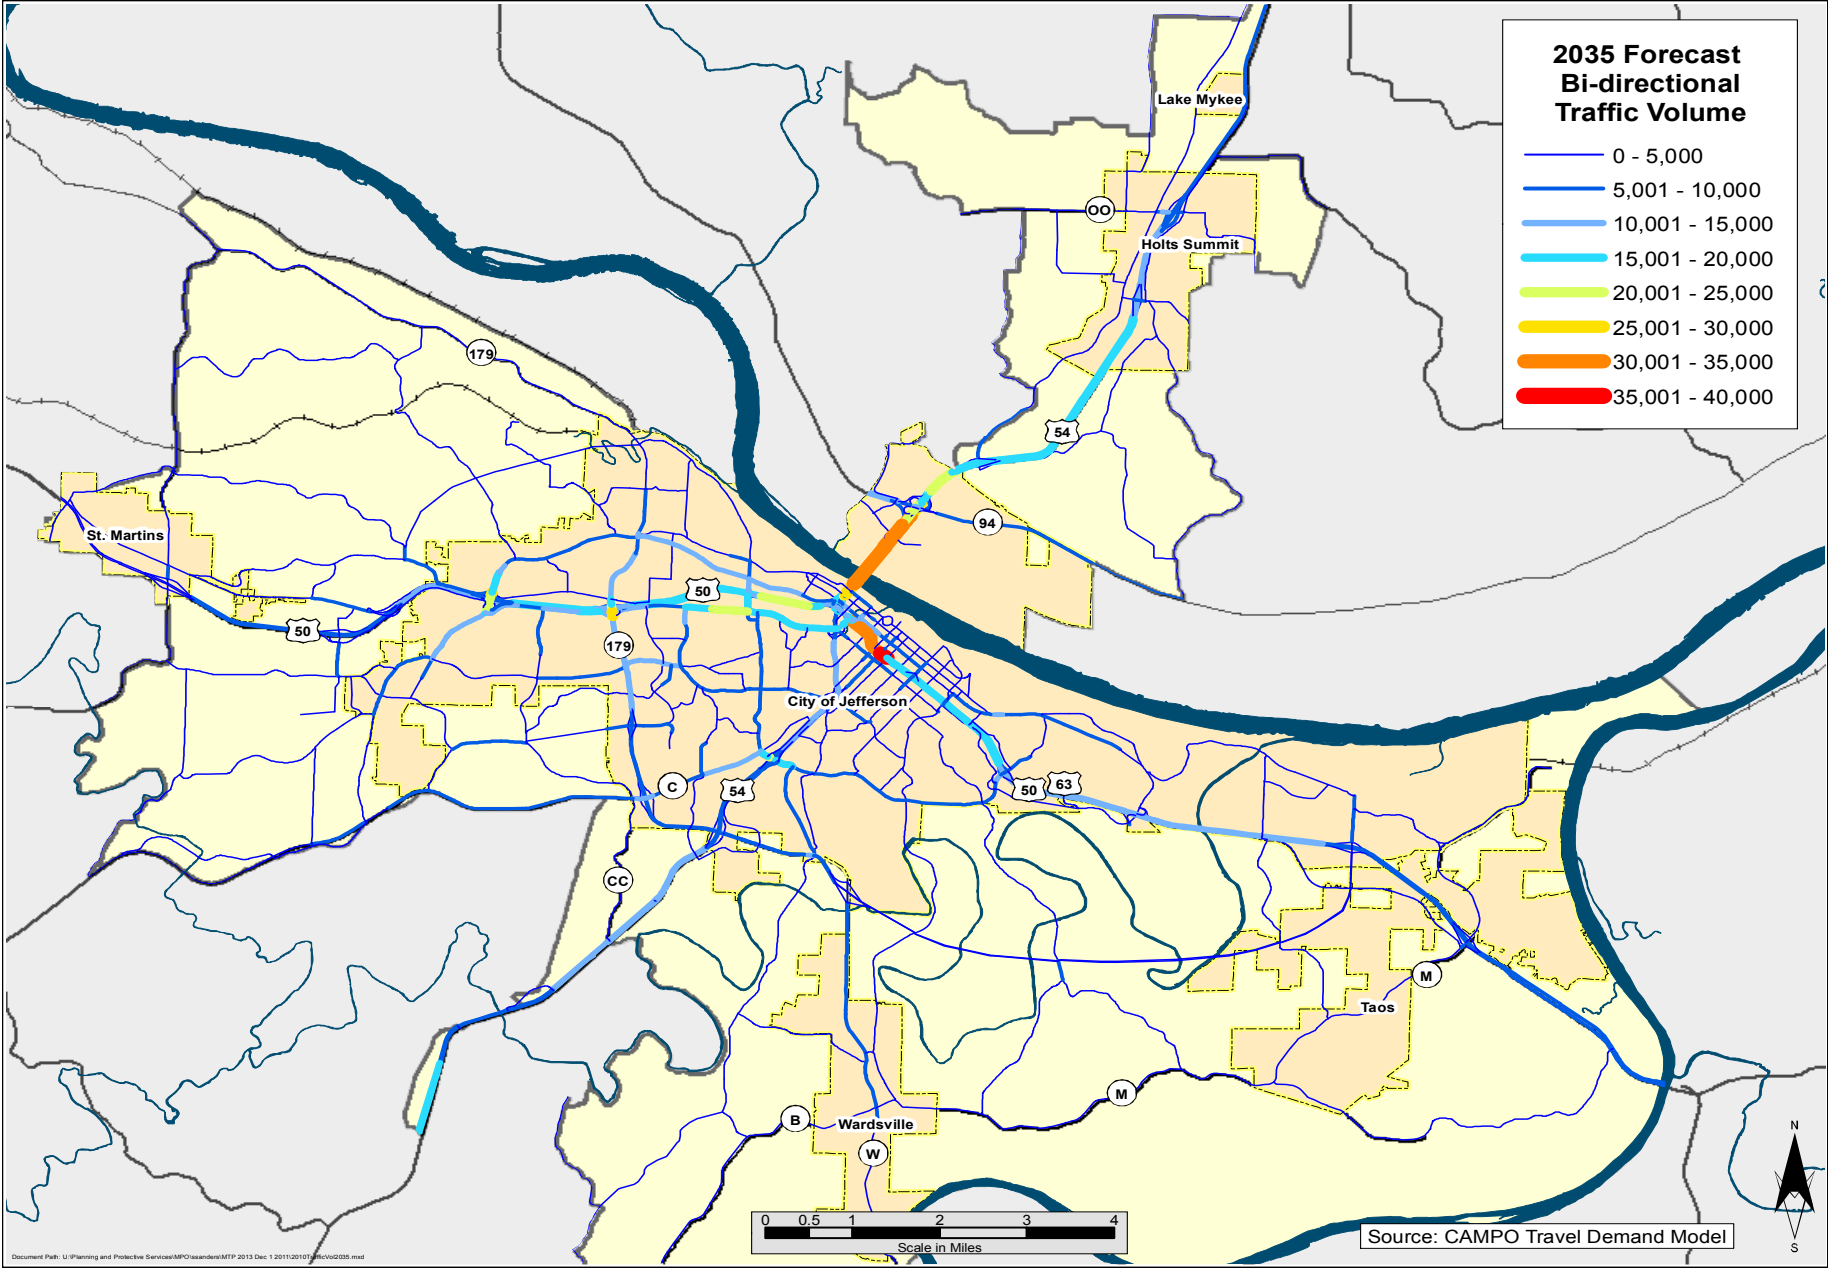 2035 Forecast
Bi-directional
Traffic Volume
0 - 5,000
5,001 - 10,000
10,001 - 15,000
15,001 - 20,000
20,001 - 25,000
25,001 - 30,000
30,001 - 35,000
35,001 - 40,000
Lake Mykee
OO
Holts Summit
179
54
94
St. Martins
50
50
179
City of Jefferson
C
54
50
63
CC
M
Taos
M
B
Wardsville
W
N
S
0 0.5 1 2 3 4
Scale in Miles
Source: CAMPO Travel Demand Model